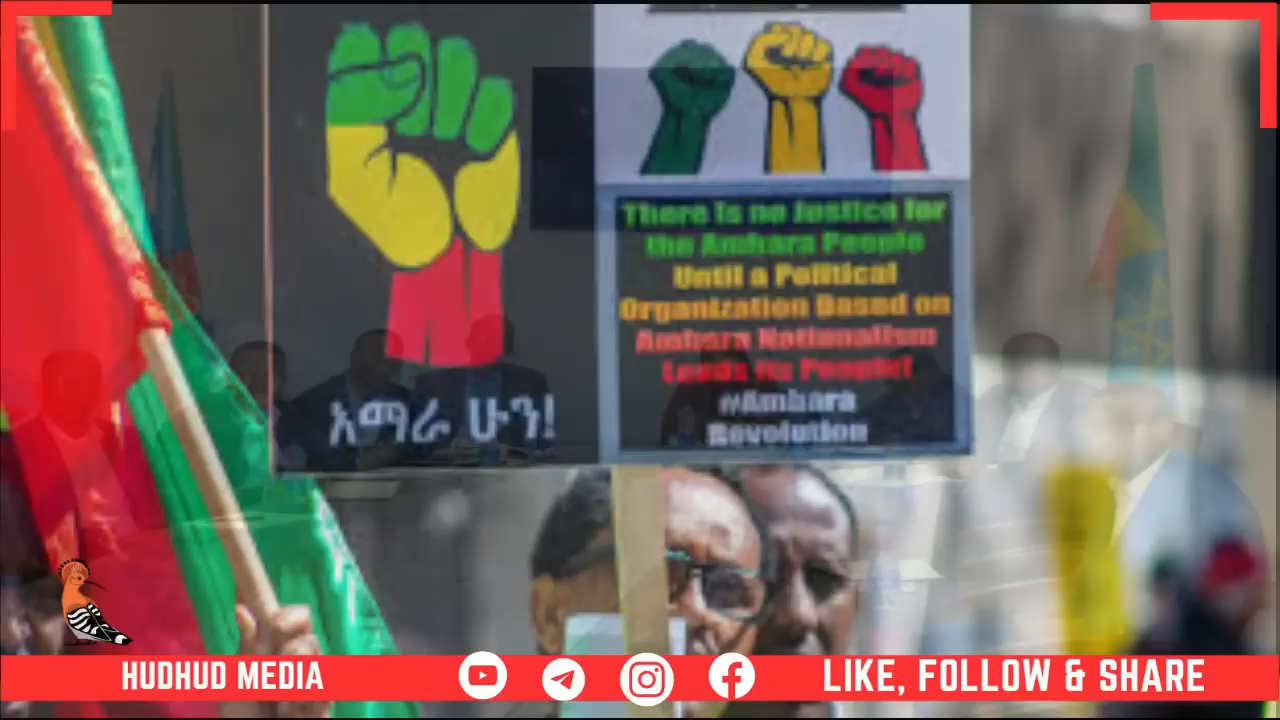 There is no Justice for
the Amhara People
Until a Political
Organization Based on
Amhara Nationalism
Leads its People!
#Amhara
Revolution
አማራ ሁን!
HUDHUD MEDIA
LIKE, FOLLOW & SHARE